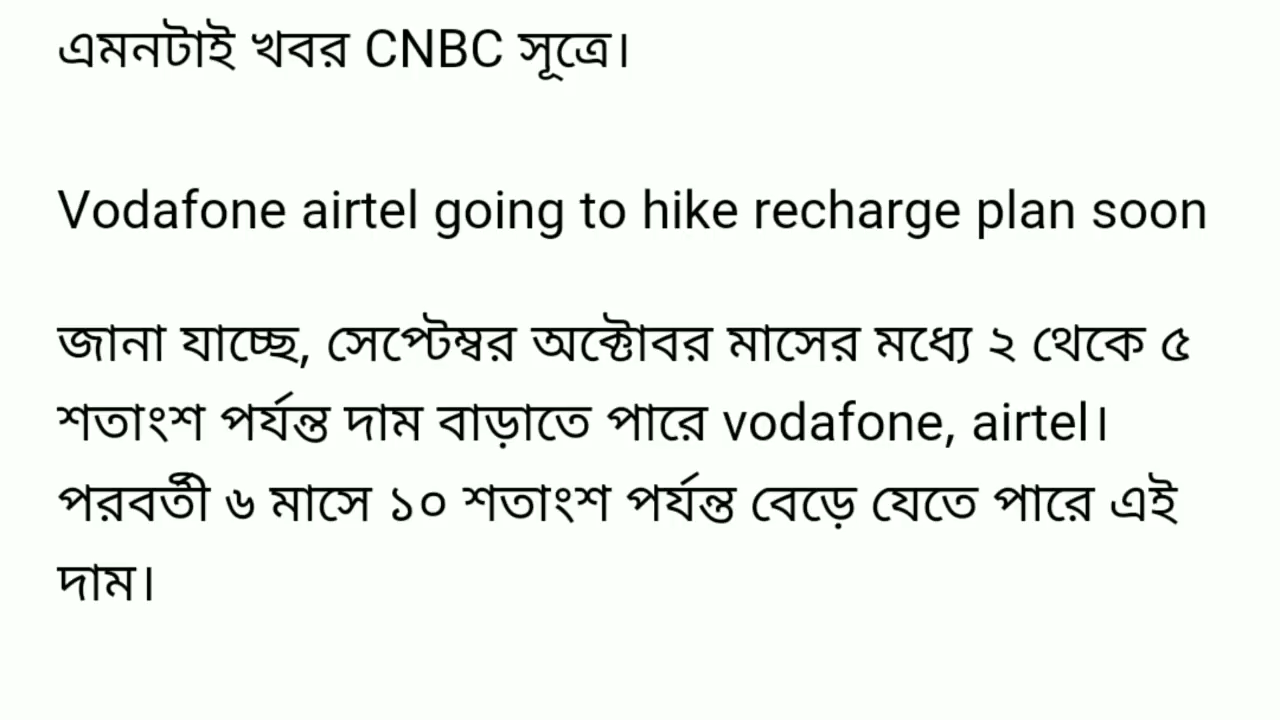 এমনটাই খবর CNBC সূত্রে।
Vodafone airtel going to hike recharge plan soon
জানা যাচ্ছে, সেপ্টেম্বর অক্টোবর মাসের মধ্যে ২ থেকে ৫
শতাংশ পর্যন্ত দাম বাড়াতে পারে vodafone, airtel।
পরবর্তী ৬ মাসে ১০ শতাংশ পর্যন্ত বেড়ে যেতে পারে এই
দাম।